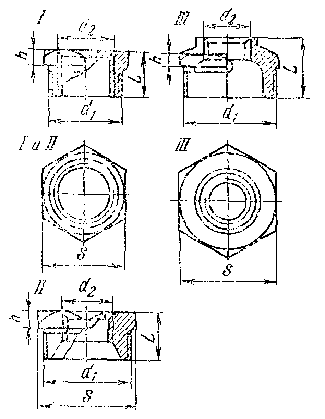 I d₂ III d₂
h L h L
d₁ d₁
I и II III
S S
II d₂
h L
d₁
S